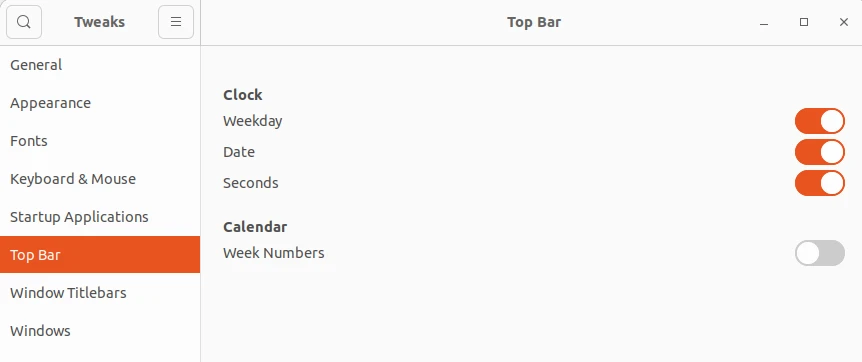 Tweaks
Top Bar
General
Appearance
Fonts
Keyboard & Mouse
Startup Applications
Top Bar
Window Titlebars
Windows
Clock
Weekday
Date
Seconds
Calendar
Week Numbers